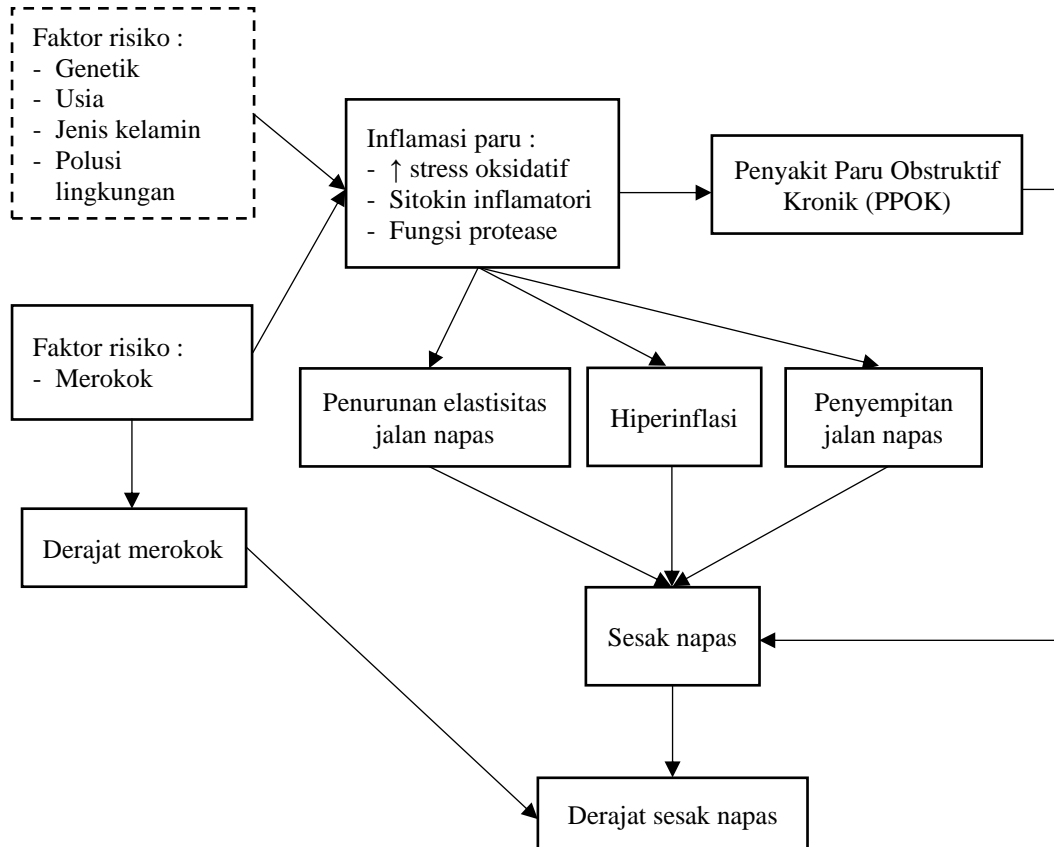 Faktor risiko :
- Genetik
- Usia
- Jenis kelamin
- Polusi
lingkungan
Inflamasi paru :
- ↑ stress oksidatif
- Sitokin inflamatori
- Fungsi protease
Penyakit Paru Obstruktif
Kronik (PPOK)
Faktor risiko :
- Merokok
Penurunan elastisitas
jalan napas
Hiperinflasi
Penyempitan
jalan napas
Derajat merokok
Sesak napas
Derajat sesak napas